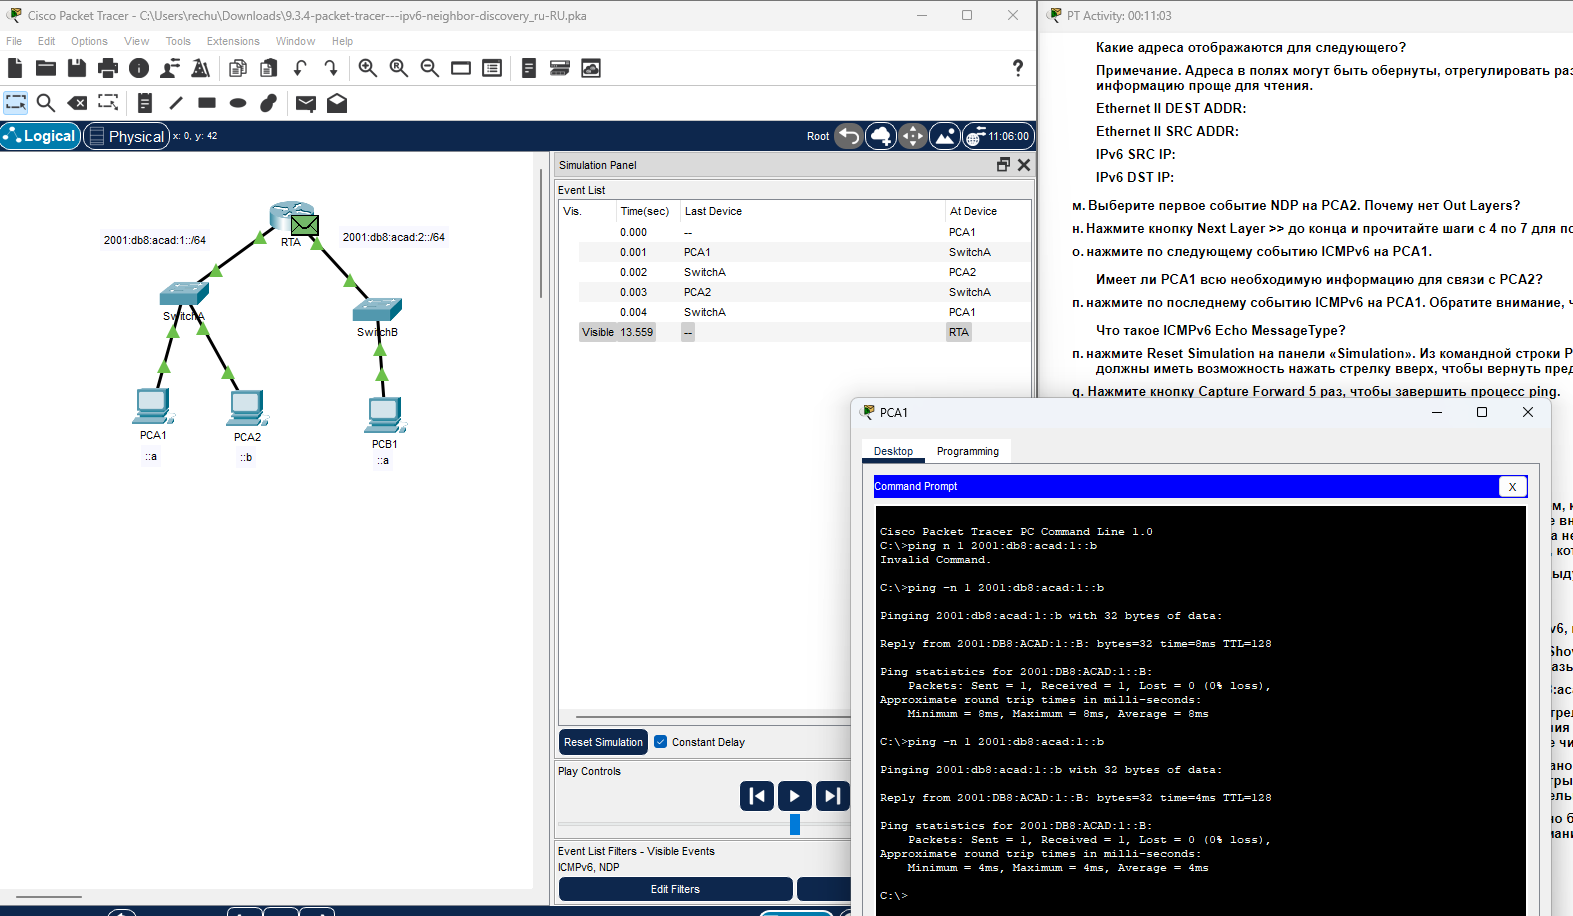 Cisco Packet Tracer - C:\Users\rechu\Downloads\9.3.4-packet-tracer---ipv6-neighbor-discovery_ru-RU.pka
File Edit Options View Tools Extensions Window Help
Logical Physical x: 0, y: 42 Root 11:06:00
2001:db8:acad:1::/64
RTA
2001:db8:acad:2::/64
SwitchA
SwitchB
PCA1
::a
PCA2
::b
PCB1
::a
Simulation Panel
Event List
Vis. Time(sec) Last Device At Device
0.000 -- PCA1
0.001 PCA1 SwitchA
0.002 SwitchA PCA2
0.003 PCA2 SwitchA
0.004 SwitchA PCA1
Visible 13.559 -- RTA
Reset Simulation Constant Delay
Play Controls
Event List Filters - Visible Events
ICMPv6, NDP
Edit Filters
PT Activity: 00:11:03
Какие адреса отображаются для следующего?
Примечание. Адреса в полях могут быть обернуты, отрегулировать раз
информацию проще для чтения.
Ethernet II DEST ADDR:
Ethernet II SRC ADDR:
IPv6 SRC IP:
IPv6 DST IP:
м. Выберите первое событие NDP на PCA2. Почему нет Out Layers?
н. Нажмите кнопку Next Layer >> до конца и прочитайте шаги с 4 по 7 для по
о. нажмите по следующему событию ICMPv6 на PCA1.
Имеет ли PCA1 всю необходимую информацию для связи с PCA2?
п. нажмите по последнему событию ICMPv6 на PCA1. Обратите внимание, ч
Что такое ICMPv6 Echo MessageType?
п. нажмите Reset Simulation на панели «Simulation». Из командной строки P
должны иметь возможность нажать стрелку вверх, чтобы вернуть пред
q. Нажмите кнопку Capture Forward 5 раз, чтобы завершить процесс ping.
PCA1
Desktop Programming
Command Prompt X
Cisco Packet Tracer PC Command Line 1.0
C:\>ping n 1 2001:db8:acad:1::b
Invalid Command.
C:\>ping -n 1 2001:db8:acad:1::b
Pinging 2001:db8:acad:1::b with 32 bytes of data:
Reply from 2001:DB8:ACAD:1::B: bytes=32 time=8ms TTL=128
Ping statistics for 2001:DB8:ACAD:1::B:
Packets: Sent = 1, Received = 1, Lost = 0 (0% loss),
Approximate round trip times in milli-seconds:
Minimum = 8ms, Maximum = 8ms, Average = 8ms
C:\>ping -n 1 2001:db8:acad:1::b
Pinging 2001:db8:acad:1::b with 32 bytes of data:
Reply from 2001:DB8:ACAD:1::B: bytes=32 time=4ms TTL=128
Ping statistics for 2001:DB8:ACAD:1::B:
Packets: Sent = 1, Received = 1, Lost = 0 (0% loss),
Approximate round trip times in milli-seconds:
Minimum = 4ms, Maximum = 4ms, Average = 4ms
C:\>